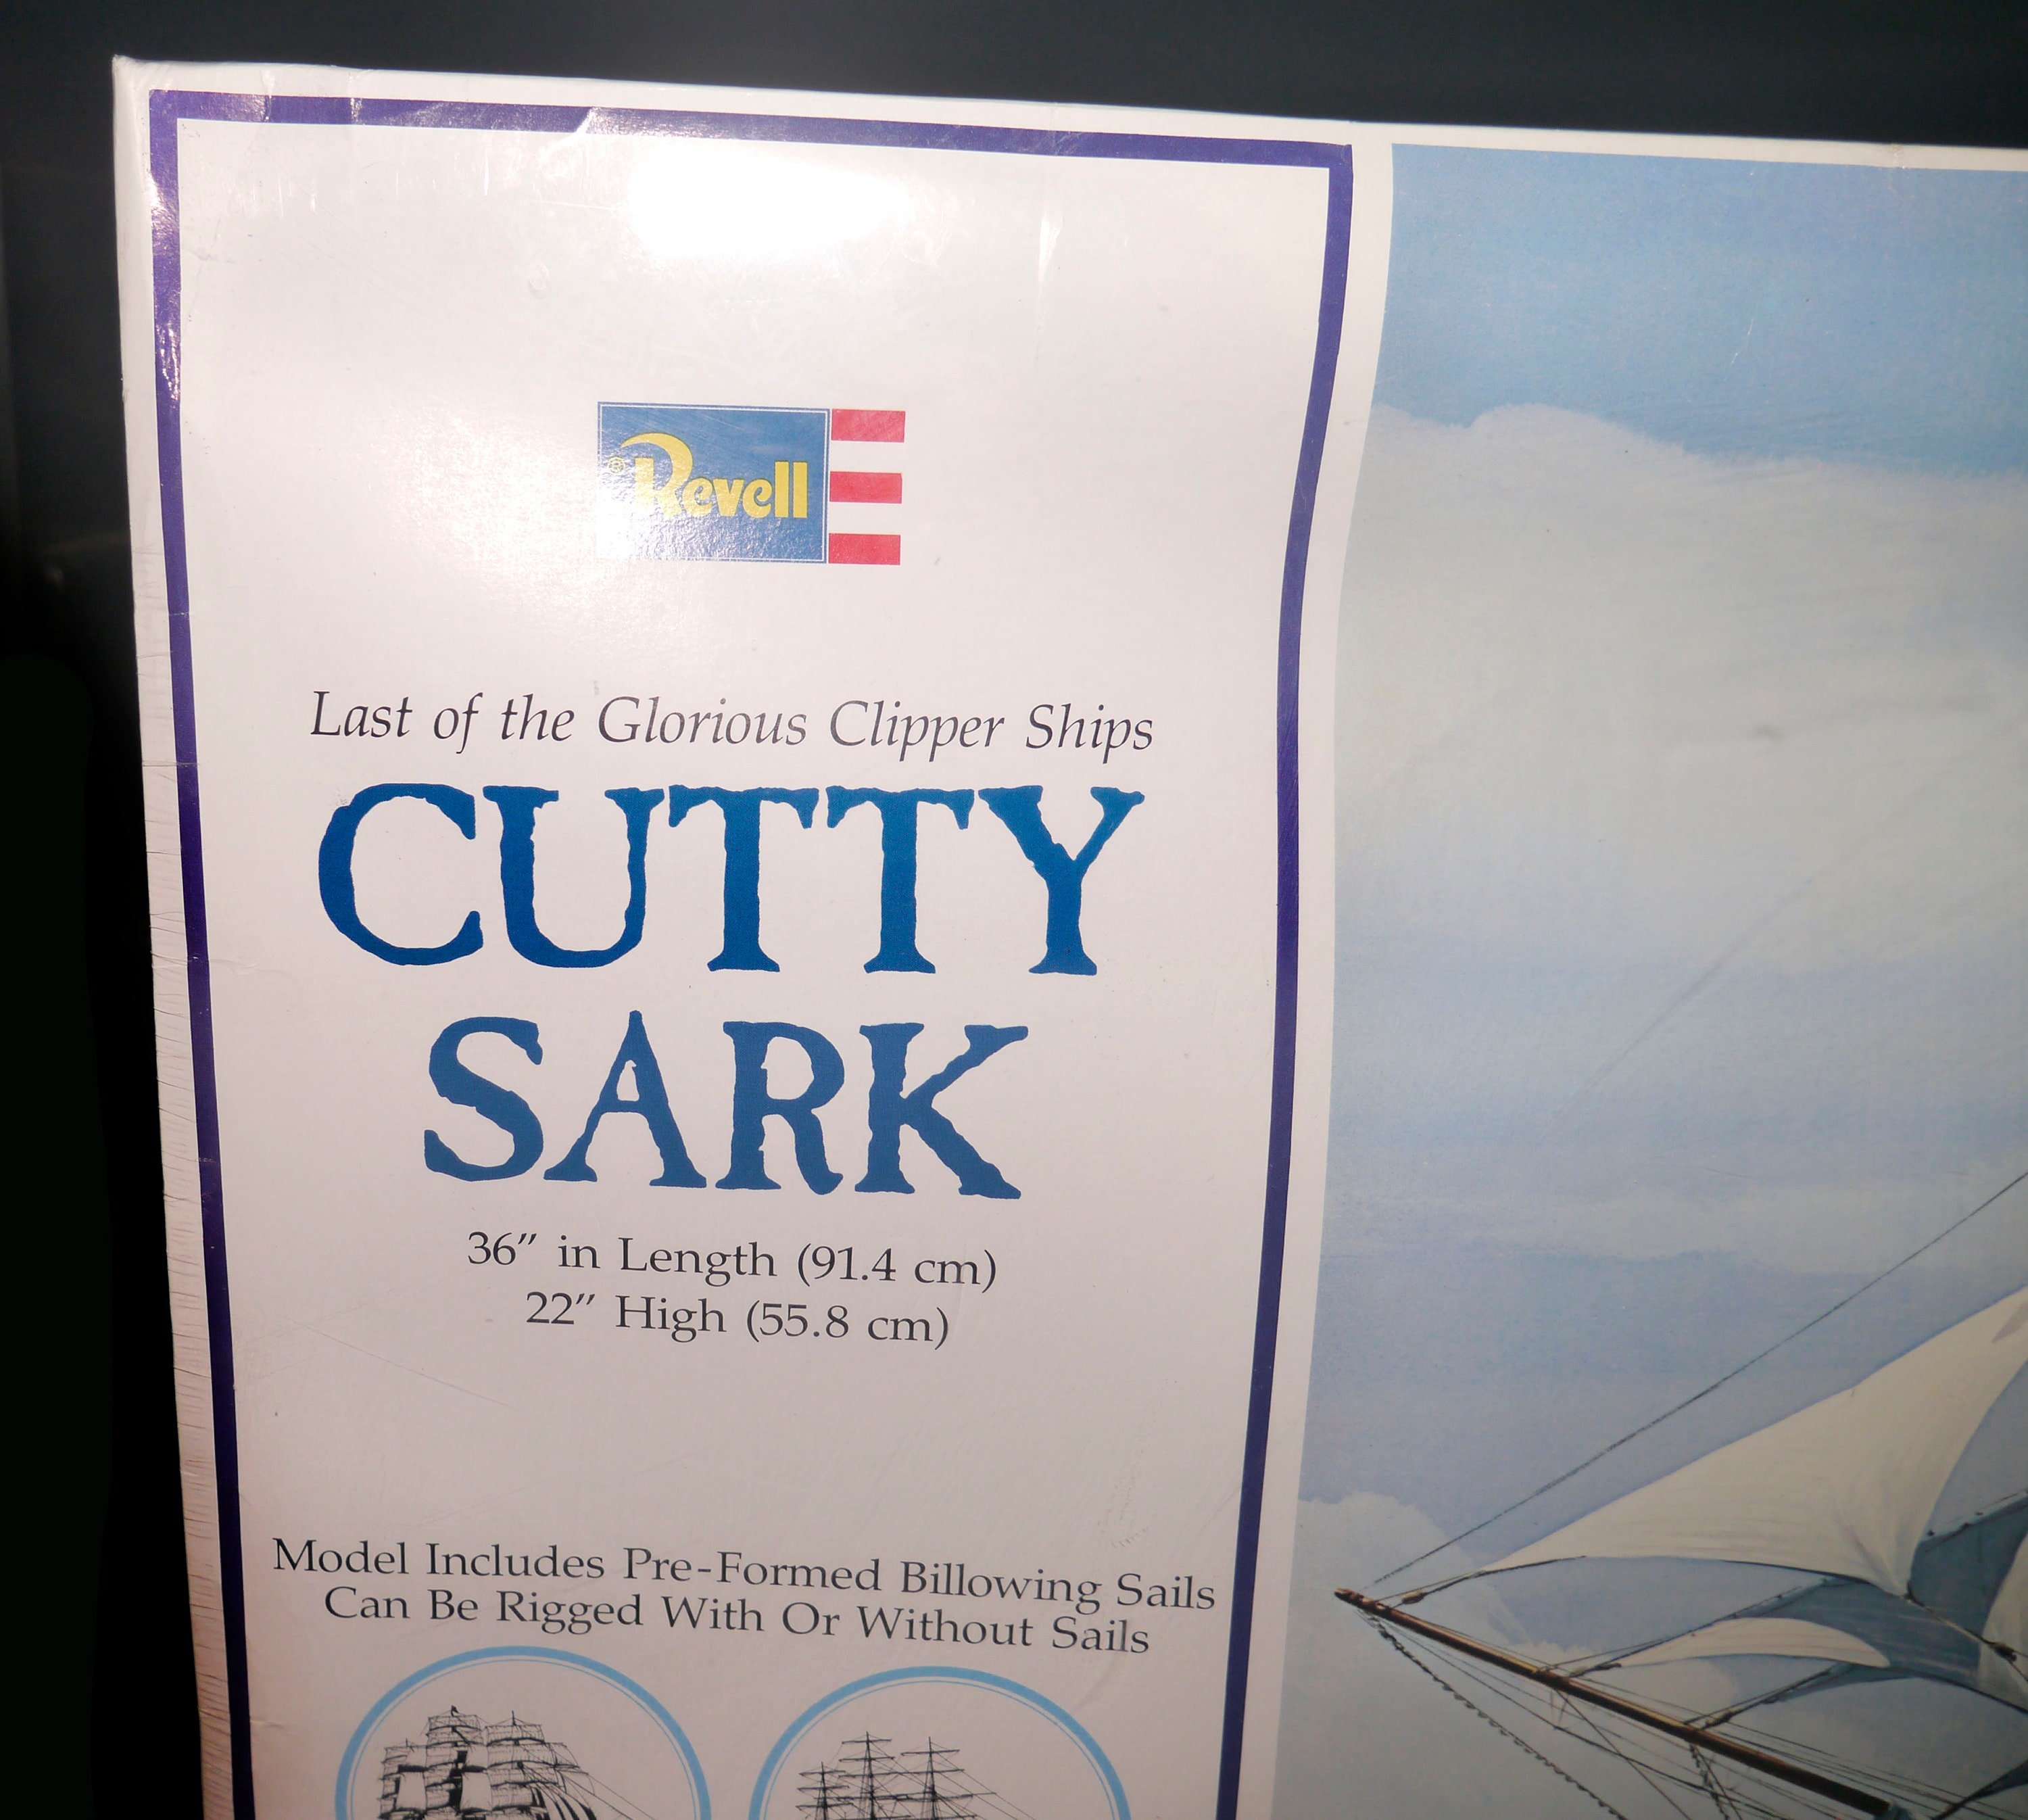 ® Revell
Last of the Glorious Clipper Ships
CUTTY
SARK
36″ in Length (91.4 cm)
22″ High (55.8 cm)
Model Includes Pre-Formed Billowing Sails
Can Be Rigged With Or Without Sails